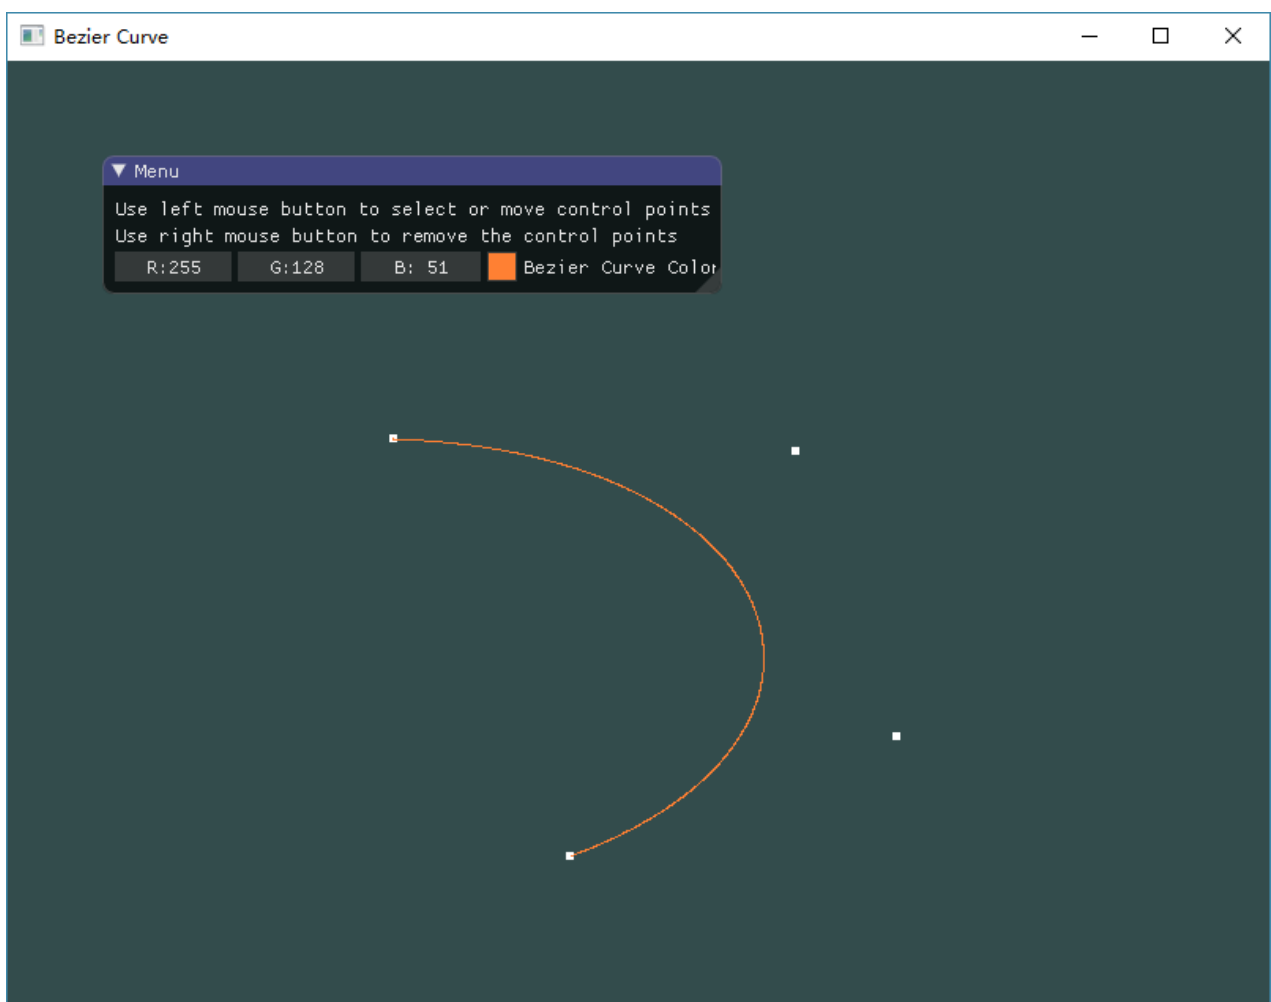 Bezier Curve
Menu
Use left mouse button to select or move control points
Use right mouse button to remove the control points
R:255 G:128 B: 51 Bezier Curve Color